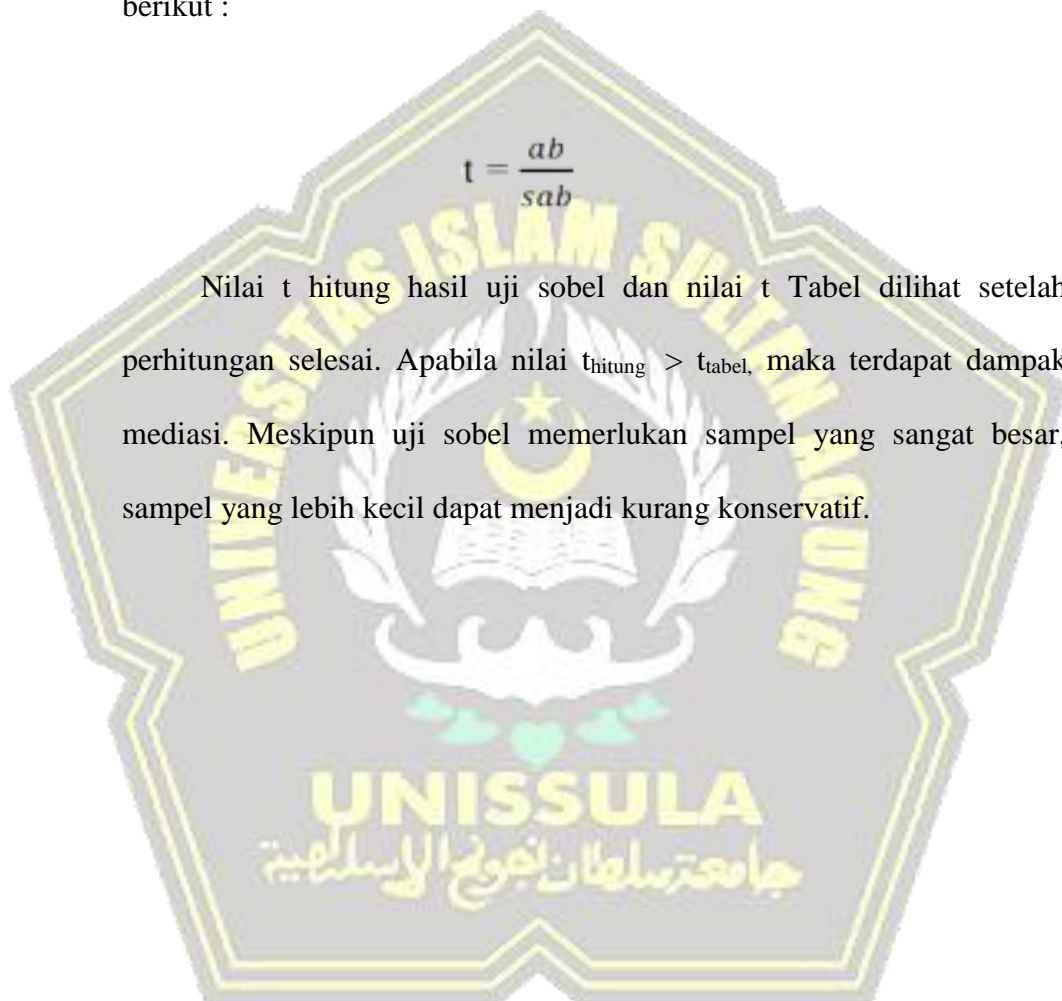 berikut :
t = ab / sab
Nilai t hitung hasil uji sobel dan nilai t Tabel dilihat setelah
perhitungan selesai. Apabila nilai thitung > ttabel, maka terdapat dampak
mediasi. Meskipun uji sobel memerlukan sampel yang sangat besar,
sampel yang lebih kecil dapat menjadi kurang konservatif.
UNIVERSITAS ISLAM SULTAN AGUNG
UNISSULA
جامعة سلطان أجونج الإسلامية